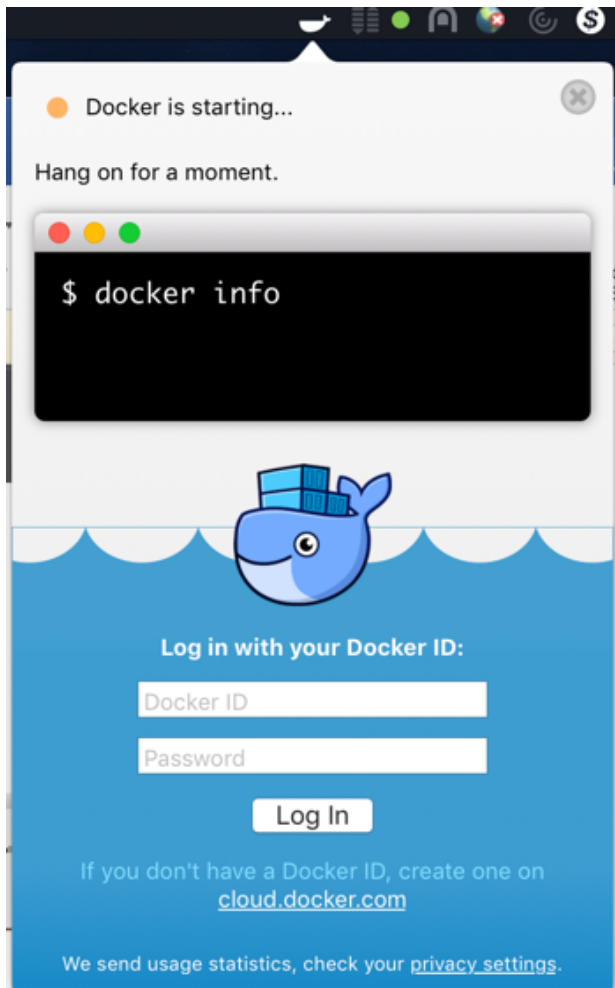 S
Docker is starting...
Hang on for a moment.
$ docker info
Log in with your Docker ID:
Docker ID
Password
Log In
If you don't have a Docker ID, create one on
cloud.docker.com
We send usage statistics, check your privacy settings.